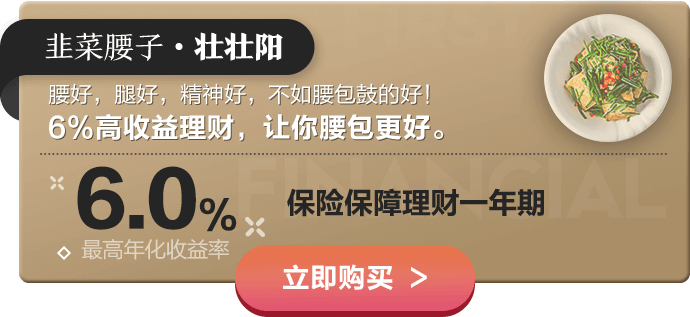 韭菜腰子·壮壮阳
腰好，腿好，精神好，不如腰包鼓的好！
6%高收益理财，让你腰包更好。
FINANCIAL
6.0%
保险保障理财一年期
最高年化收益率
立即购买 >